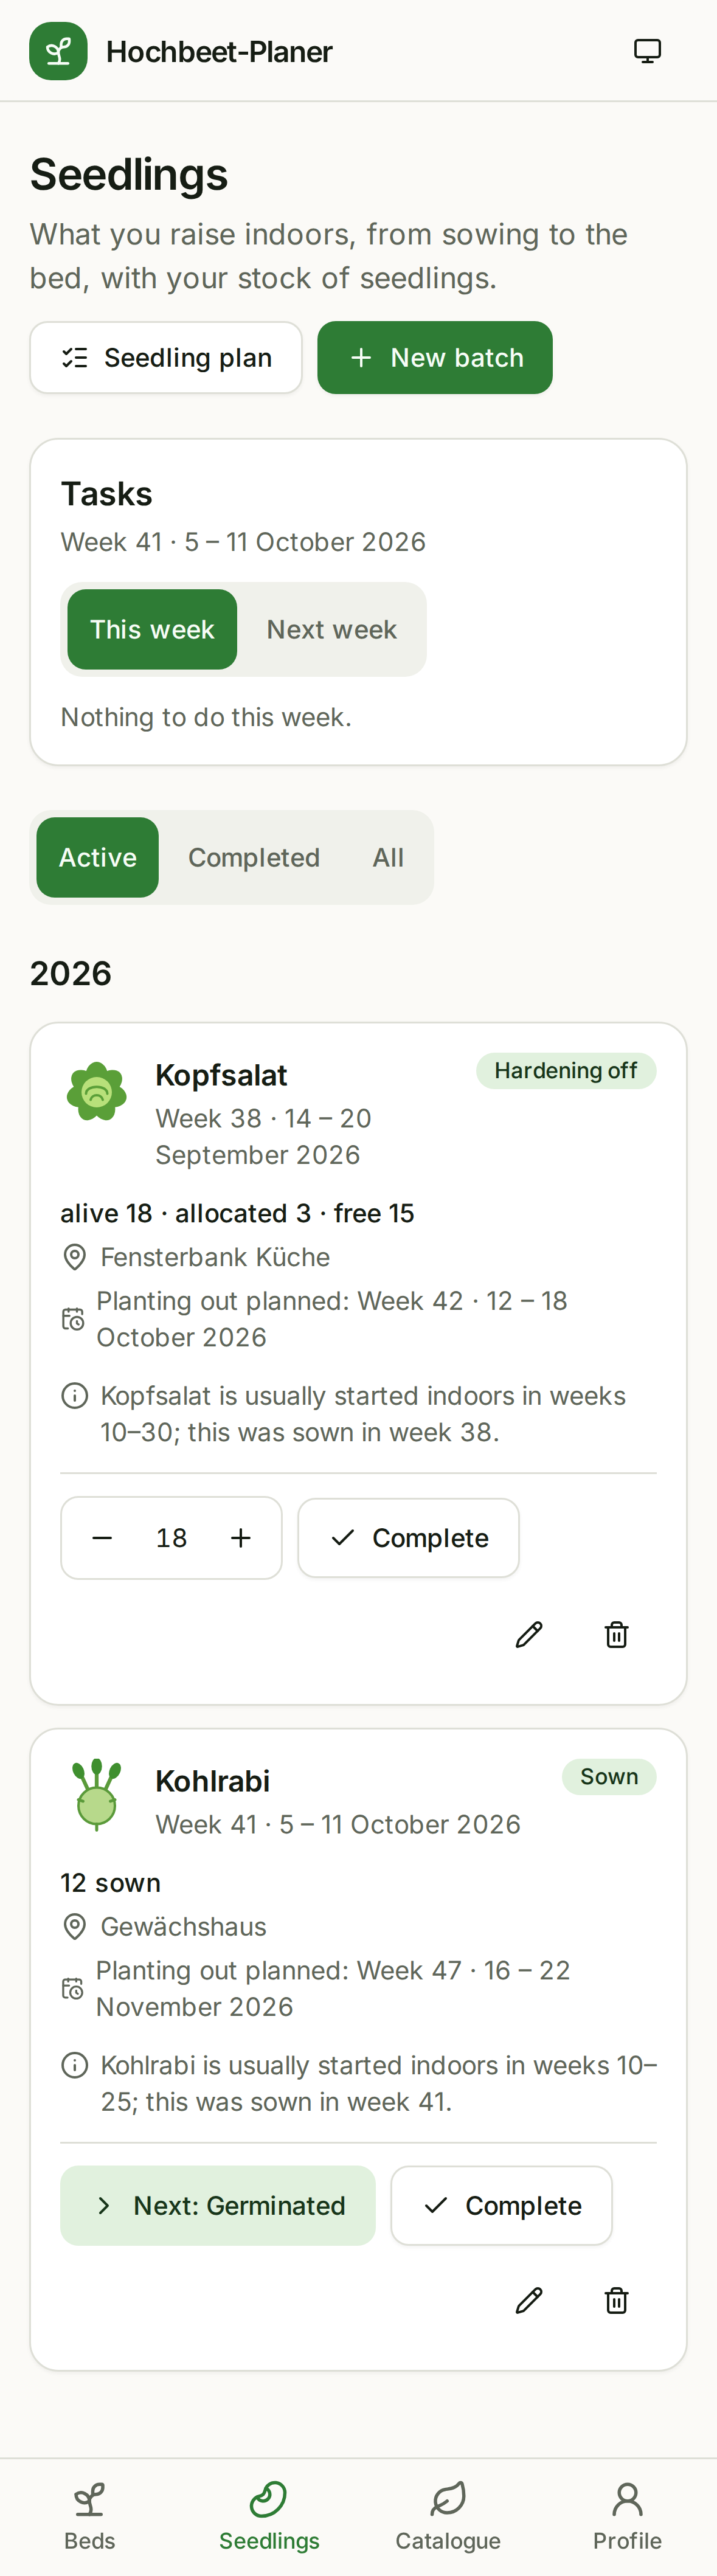 Hochbeet-Planer
Seedlings
What you raise indoors, from sowing to the
bed, with your stock of seedlings.
Seedling plan
New batch
Tasks
Week 41 · 5 – 11 October 2026
This week
Next week
Nothing to do this week.
Active
Completed
All
2026
Kopfsalat
Hardening off
Week 38 · 14 – 20
September 2026
alive 18 · allocated 3 · free 15
Fensterbank Küche
Planting out planned: Week 42 · 12 – 18
October 2026
Kopfsalat is usually started indoors in weeks
10–30; this was sown in week 38.
18
Complete
Kohlrabi
Sown
Week 41 · 5 – 11 October 2026
12 sown
Gewächshaus
Planting out planned: Week 47 · 16 – 22
November 2026
Kohlrabi is usually started indoors in weeks 10–
25; this was sown in week 41.
Next: Germinated
Complete
Beds
Seedlings
Catalogue
Profile